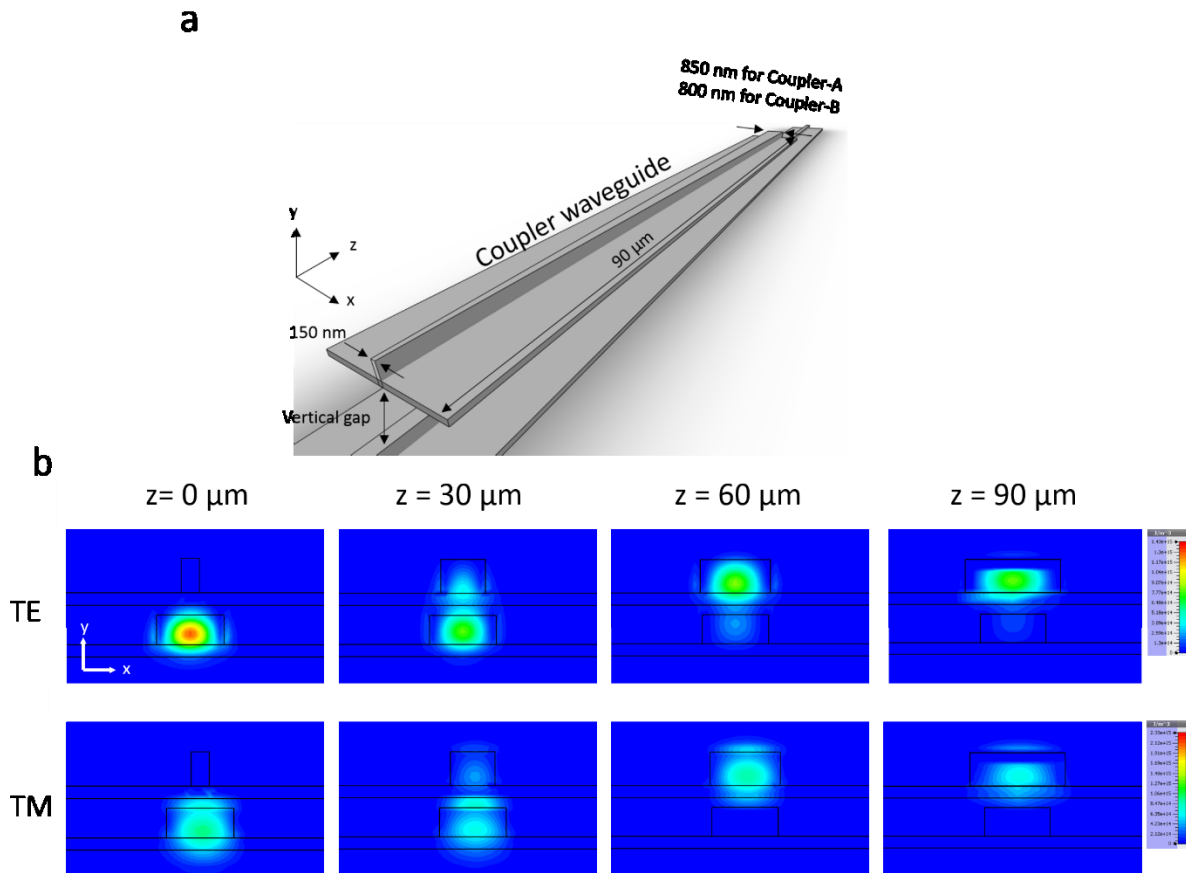 a
850 nm for Coupler-A
800 nm for Coupler-B
Coupler waveguide
90 µm
y
z
x
150 nm
Vertical gap
b
z= 0 µm
z = 30 µm
z = 60 µm
z = 90 µm
TE
y
x
TM